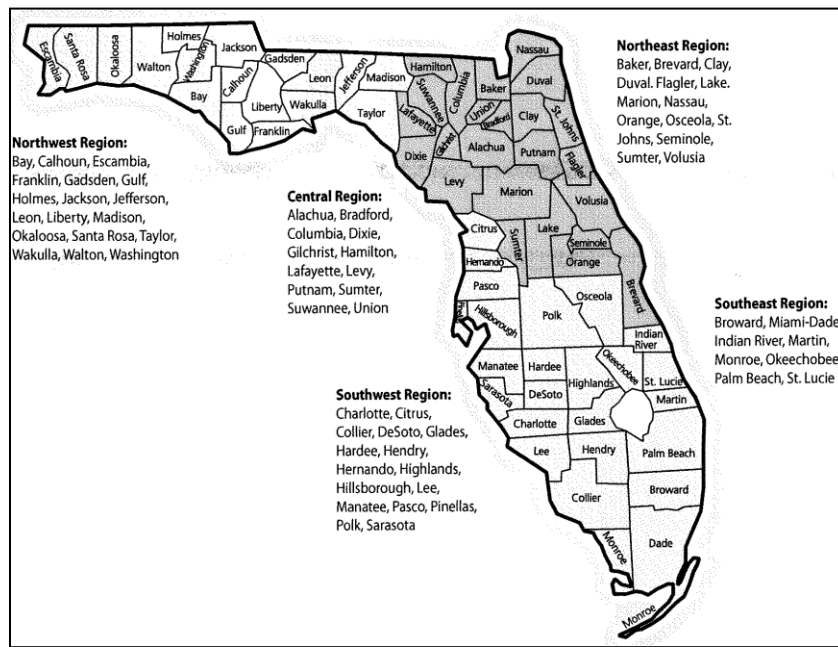 Northwest Region:
Bay, Calhoun, Escambia,
Franklin, Gadsden, Gulf,
Holmes, Jackson, Jefferson,
Leon, Liberty, Madison,
Okaloosa, Santa Rosa, Taylor,
Wakulla, Walton, Washington
Central Region:
Alachua, Bradford,
Columbia, Dixie,
Gilchrist, Hamilton,
Lafayette, Levy,
Putnam, Sumter,
Suwannee, Union
Southwest Region:
Charlotte, Citrus,
Collier, DeSoto, Glades,
Hardee, Hendry,
Hernando, Highlands,
Hillsborough, Lee,
Manatee, Pasco, Pinellas,
Polk, Sarasota
Northeast Region:
Baker, Brevard, Clay,
Duval. Flagler, Lake.
Marion, Nassau,
Orange, Osceola, St.
Johns, Seminole,
Sumter, Volusia
Southeast Region:
Broward, Miami-Dade
Indian River, Martin,
Monroe, Okeechobee
Palm Beach, St. Lucie
Escambia
Santa Rosa
Okaloosa
Walton
Holmes
Washington
Bay
Jackson
Calhoun
Gulf
Gadsden
Liberty
Franklin
Leon
Wakulla
Jefferson
Madison
Taylor
Hamilton
Suwannee
Lafayette
Dixie
Columbia
Gilchrist
Baker
Union
Bradford
Alachua
Levy
Nassau
Duval
Clay
St. Johns
Putnam
Flagler
Marion
Volusia
Citrus
Sumter
Lake
Seminole
Orange
Hernando
Pasco
Brevard
Osceola
Polk
Hillsborough
Indian
River
Manatee
Hardee
Okeechobee
Highlands
St. Lucie
Sarasota
DeSoto
Martin
Charlotte
Glades
Lee
Hendry
Palm Beach
Collier
Broward
Monroe
Dade
Monroe